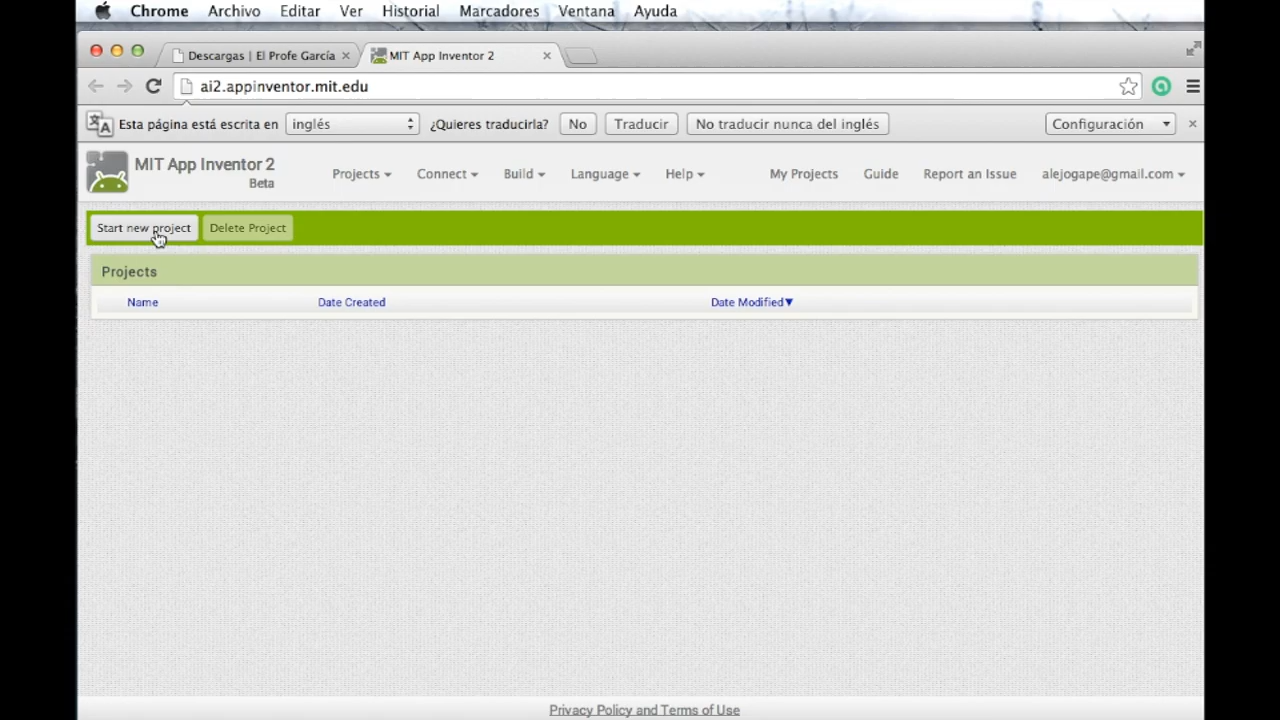 Chrome Archivo Editar Ver Historial Marcadores Ventana Ayuda
Descargas | El Profe García MIT App Inventor 2
ai2.appinventor.mit.edu
Esta página está escrita en inglés ¿Quieres traducirla? No Traducir No traducir nunca del inglés Configuración
MIT App Inventor 2
Beta
Projects Connect Build Language Help My Projects Guide Report an Issue alejogape@gmail.com
Start new project Delete Project
Projects
Name Date Created Date Modified
Privacy Policy and Terms of Use